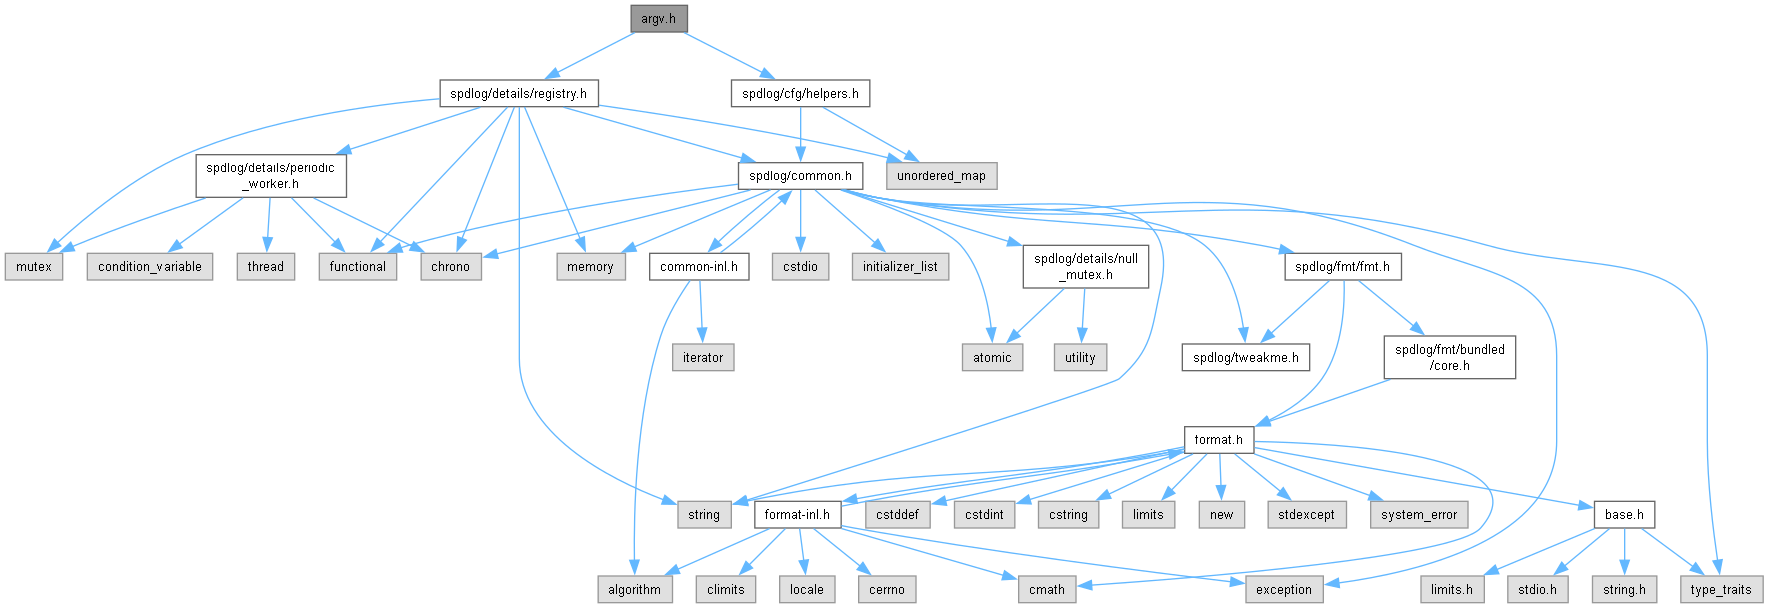 argv.h
spdlog/details/registry.h
spdlog/cfg/helpers.h
spdlog/details/periodic
_worker.h
spdlog/common.h
unordered_map
mutex
condition_variable
thread
functional
chrono
memory
common-inl.h
cstdio
initializer_list
spdlog/details/null
_mutex.h
spdlog/fmt/fmt.h
iterator
atomic
utility
spdlog/tweakme.h
spdlog/fmt/bundled
/core.h
format.h
string
format-inl.h
cstddef
cstdint
cstring
limits
new
stdexcept
system_error
base.h
algorithm
climits
locale
cerrno
cmath
exception
limits.h
stdio.h
string.h
type_traits